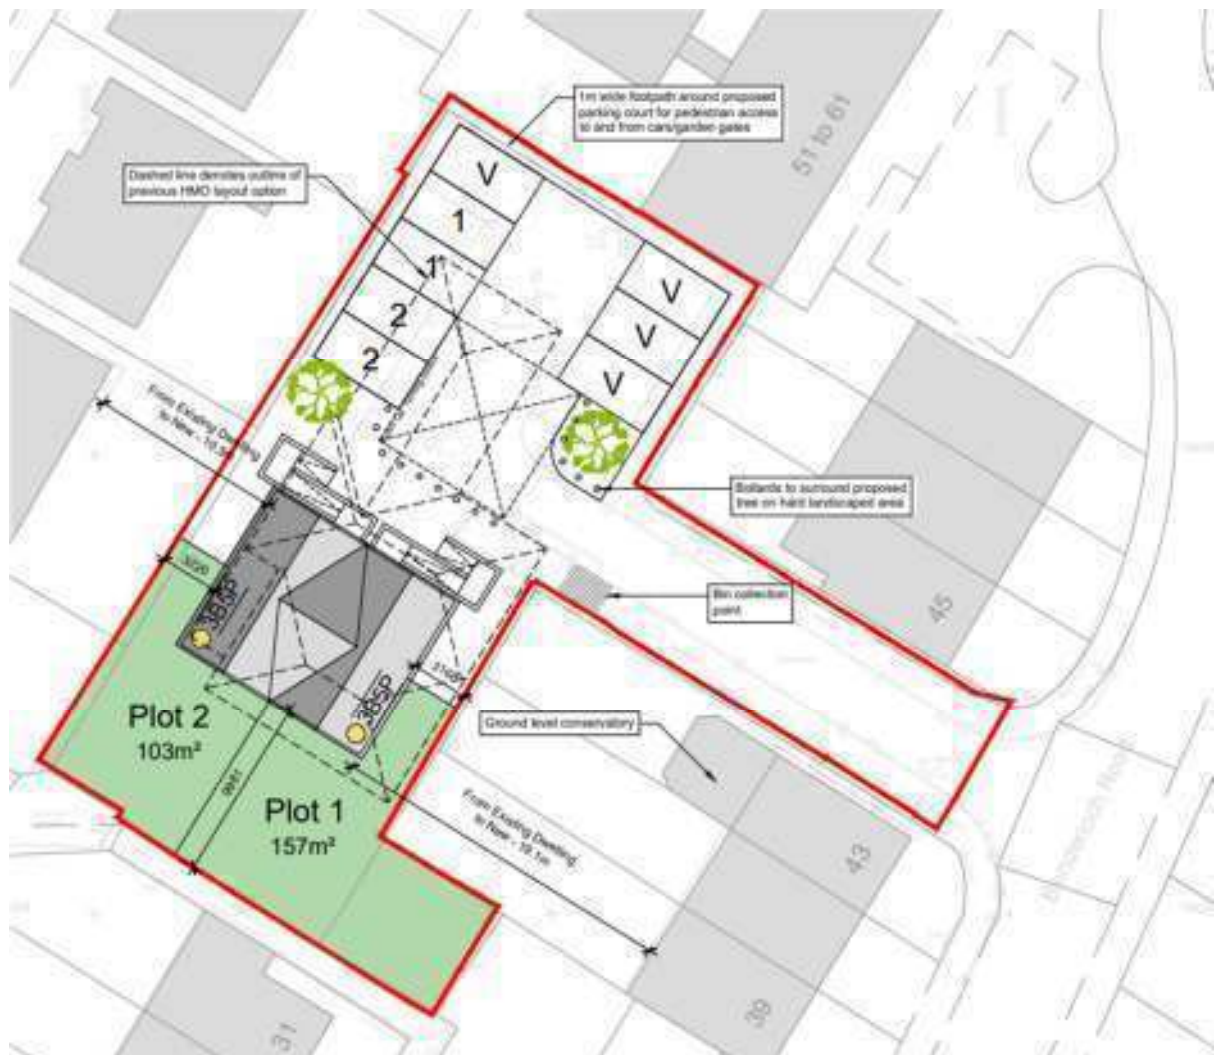 1m wide footpath around proposed
parking court for pedestrian access
to and from cars/garden gates
51 to 61
Dashed line denotes outline of
previous HMO layout option
V
1
1
2
2
V
V
V
From Existing Dwelling
to New -
Bollards to surround proposed
tree on hard landscaped area
3220
Bin collection
point
45
3B5P
3B5P
Ground level conservatory
Plot 2
103m²
Plot 1
157m²
From Existing Dwelling
to New - 19.1m
43
39
31